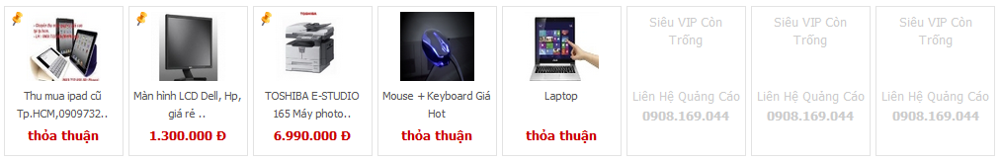 Thu mua ipad cũ
Tp.HCM,0909732..
thỏa thuận
Màn hình LCD Dell, Hp,
giá rẻ ..
1.300.000 Đ
TOSHIBA
TOSHIBA E-STUDIO
165 Máy photo..
6.990.000 Đ
Mouse + Keyboard Giá
Hot
thỏa thuận
Laptop
thỏa thuận
Siêu VIP Còn
Trống
Liên Hệ Quảng Cáo
0908.169.044
Siêu VIP Còn
Trống
Liên Hệ Quảng Cáo
0908.169.044
Siêu VIP Còn
Trống
Liên Hệ Quảng Cáo
0908.169.044